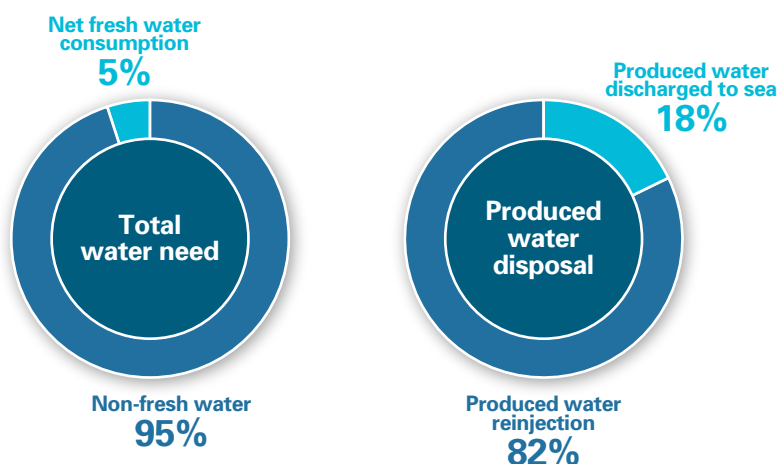 Net fresh water
consumption
5%
Total
water need
Non-fresh water
95%
Produced water
discharged to sea
18%
Produced
water
disposal
Produced water
reinjection
82%